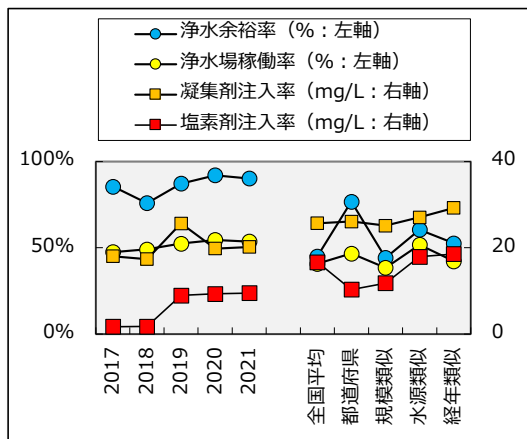 浄水余裕率（%：左軸）
浄水場稼働率（%：左軸）
凝集剤注入率（mg/L：右軸）
塩素剤注入率（mg/L：右軸）
100%
50%
0%
40
20
0
2017
2018
2019
2020
2021
全国平均
都道府県
規模類似
水源類似
経年類似